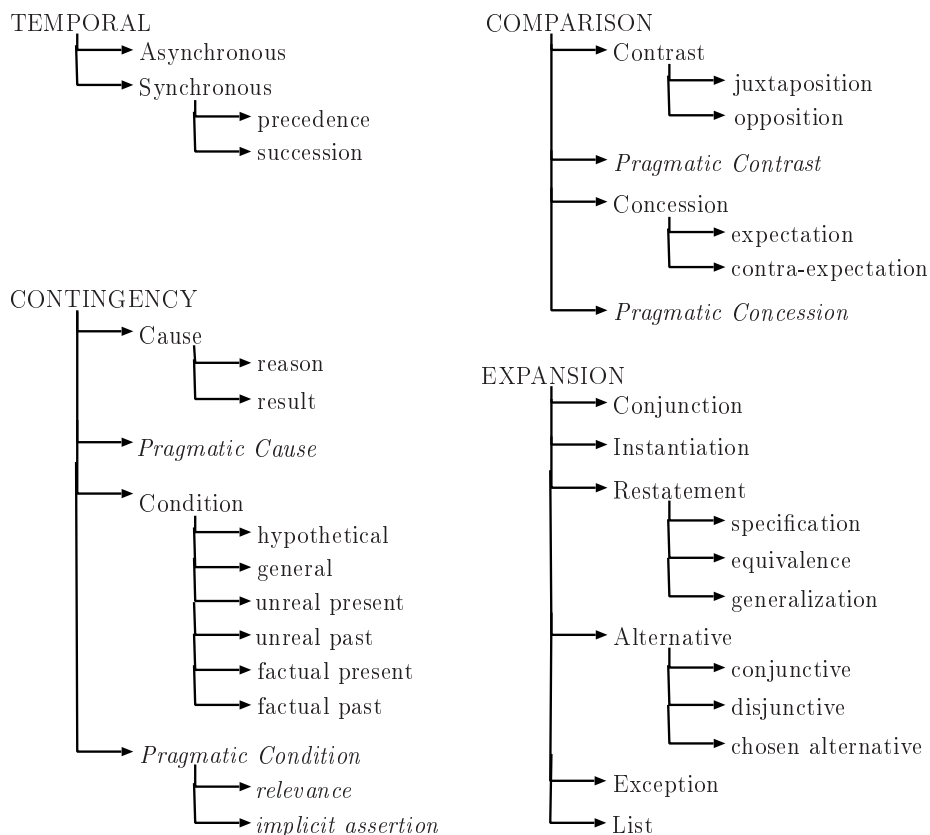 TEMPORAL
Asynchronous
Synchronous
precedence
succession
CONTINGENCY
Cause
reason
result
Pragmatic Cause
Condition
hypothetical
general
unreal present
unreal past
factual present
factual past
Pragmatic Condition
relevance
implicit assertion
COMPARISON
Contrast
juxtaposition
opposition
Pragmatic Contrast
Concession
expectation
contra-expectation
Pragmatic Concession
EXPANSION
Conjunction
Instantiation
Restatement
specification
equivalence
generalization
Alternative
conjunctive
disjunctive
chosen alternative
Exception
List